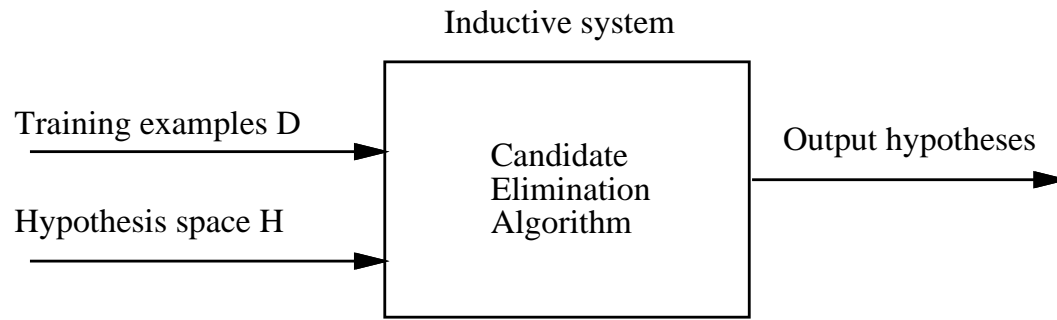 Inductive system
Training examples D
Hypothesis space H
Candidate
Elimination
Algorithm
Output hypotheses